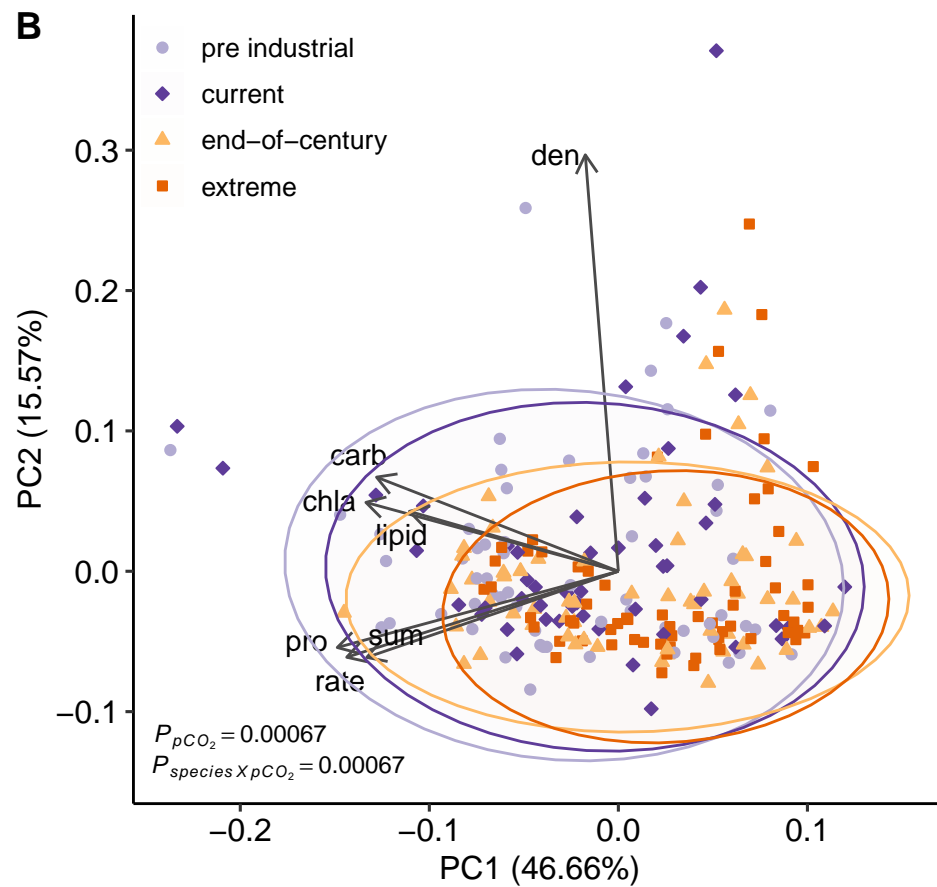 B
pre industrial
current
end−of−century
extreme
den
carb
chla
lipid
pro
sum
rate
P pCO2 = 0.00067
P species X pCO2 = 0.00067
0.3
0.2
0.1
0.0
−0.1
PC2 (15.57%)
−0.2 −0.1 0.0 0.1
PC1 (46.66%)